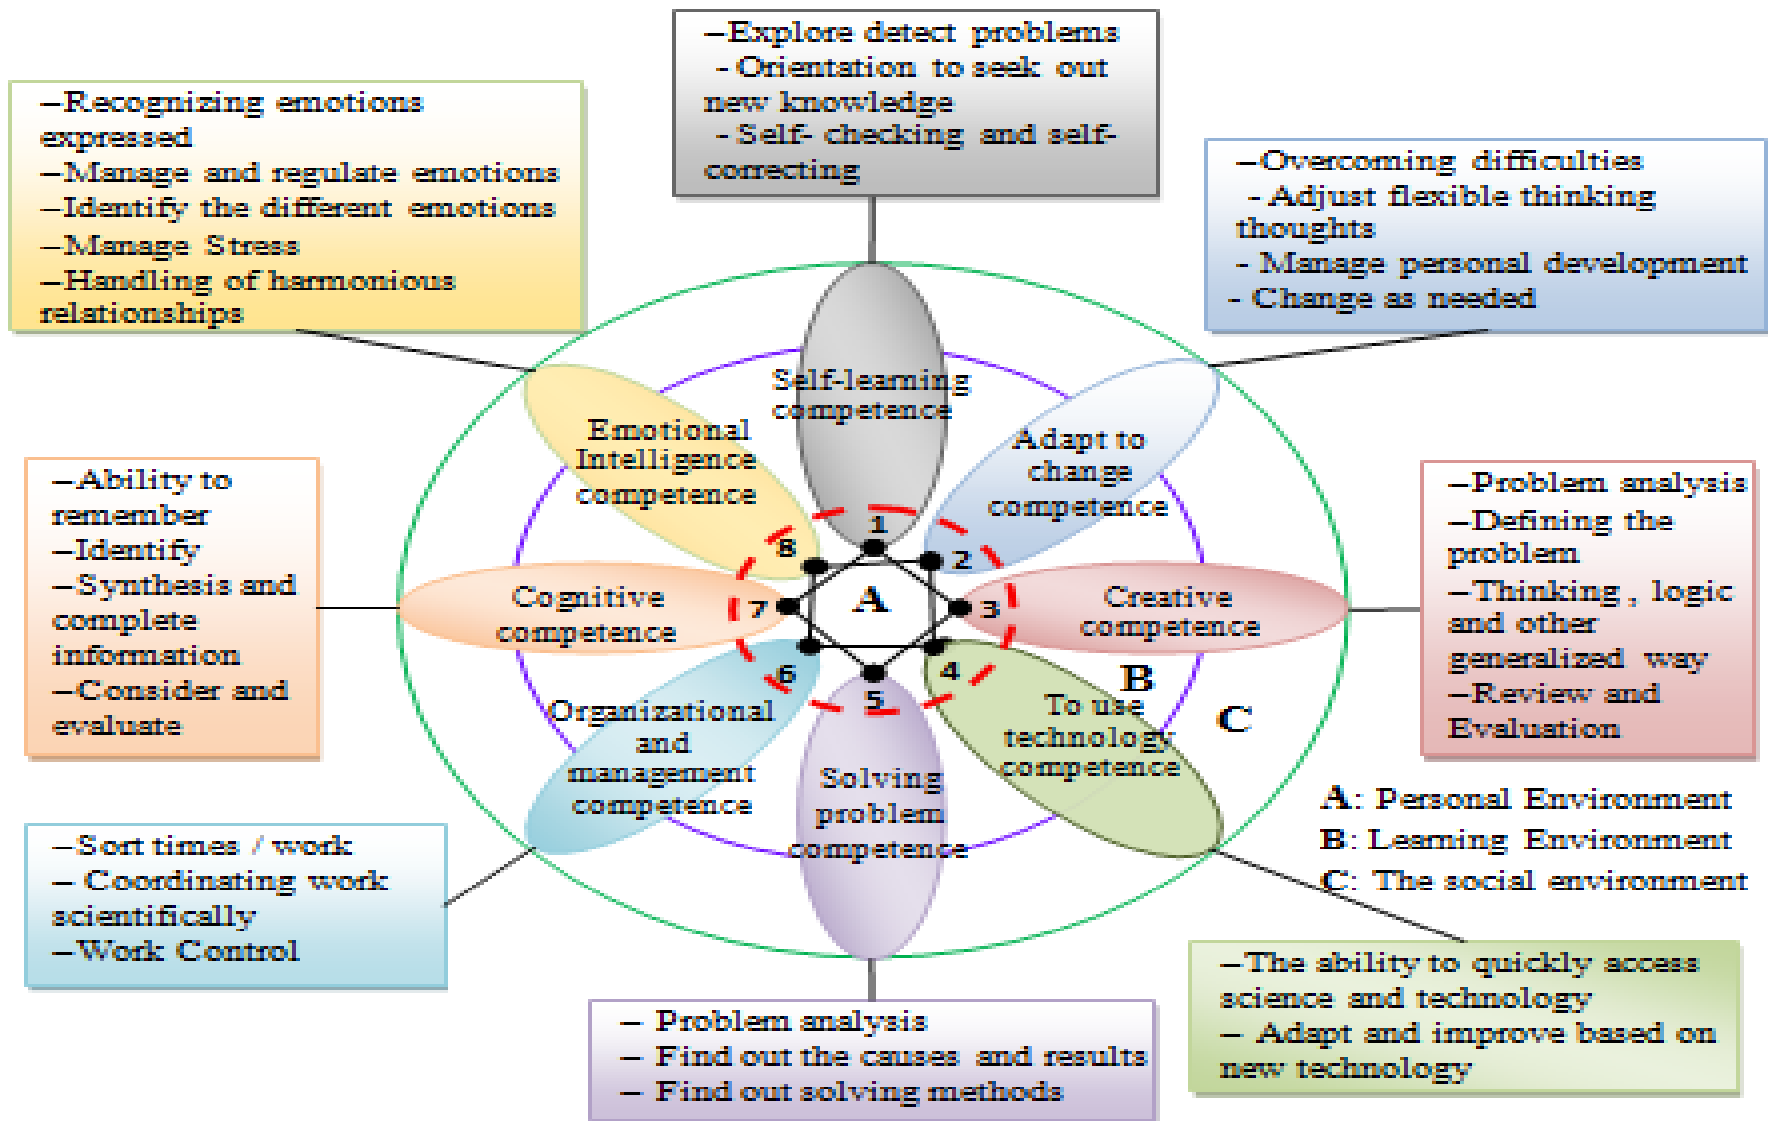 –Explore detect problems
- Orientation to seek out
new knowledge
- Self- checking and self-
correcting
–Recognizing emotions
expressed
–Manage and regulate emotions
–Identify the different emotions
–Manage Stress
–Handling of harmonious
relationships
–Overcoming difficulties
- Adjust flexible thinking
thoughts
- Manage personal development
- Change as needed
Self-learning
competence
Emotional
Intelligence
competence
Adapt to
change
competence
–Ability to
remember
–Identify
–Synthesis and
complete
information
–Consider and
evaluate
–Problem analysis
–Defining the
problem
–Thinking , logic
and other
generalized way
–Review and
Evaluation
1
8
2
Cognitive
competence
7
A
3
Creative
competence
6
5
4
B
C
Organizational
and
management
competence
Solving
problem
competence
To use
technology
competence
A: Personal Environment
B: Learning Environment
C: The social environment
–Sort times / work
– Coordinating work
scientifically
–Work Control
– Problem analysis
– Find out the causes and results
– Find out solving methods
–The ability to quickly access
science and technology
– Adapt and improve based on
new technology